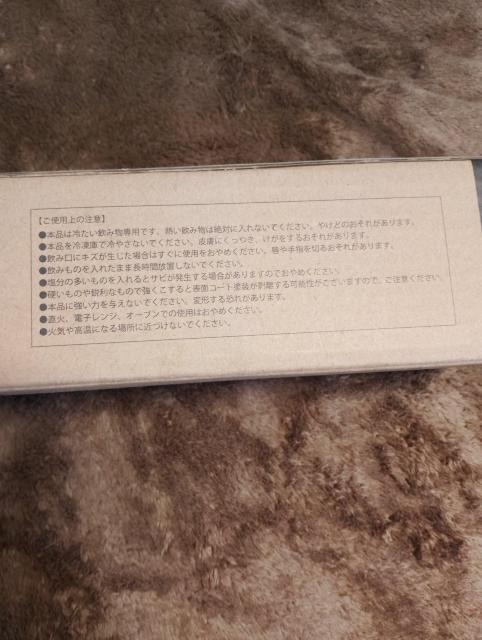 【ご使用上の注意】
●本品は冷たい飲み物専用です。熱い飲み物は絶対に入れないでください。やけどのおそれがあります。
●本品を冷凍庫で冷やさないでください。皮膚にくっつき、けがをするおそれがあります。
●飲み口にキズが生じた場合はすぐに使用をおやめください。唇や手指を切るおそれがあります。
●飲みものを入れたまま長時間放置しないでください。
●塩分の多いものを入れるとサビが発生する場合がありますのでおやめください。
●硬いものや鋭利なもので強くこすると表面コート塗装が剥離する可能性がございますので、ご注意ください。
●本品に強い力を与えないでください。変形する恐れがあります。
●直火、電子レンジ、オーブンでの使用はおやめください。
●火気や高温になる場所に近づけないでください。